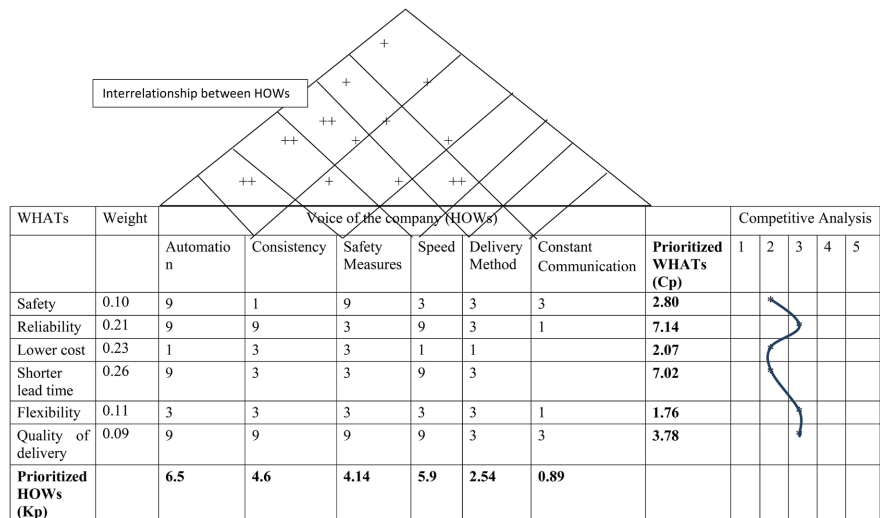 +
+ +
Interrelationship between HOWs
++ +
++ + +
++ + + ++
WHATs Weight Voice of the company (HOWs) Competitive Analysis
Automatio
n Consistency Safety
Measures Speed Delivery
Method Constant
Communication Prioritized
WHATs
(Cp) 1 2 3 4 5
Safety 0.10 9 1 9 3 3 3 2.80
Reliability 0.21 9 9 3 9 3 1 7.14
Lower cost 0.23 1 3 3 1 1 2.07
Shorter
lead time 0.26 9 3 3 9 3 7.02
Flexibility 0.11 3 3 3 3 3 1 1.76
Quality of
delivery 0.09 9 9 9 9 3 3 3.78
Prioritized
HOWs
(Kp) 6.5 4.6 4.14 5.9 2.54 0.89